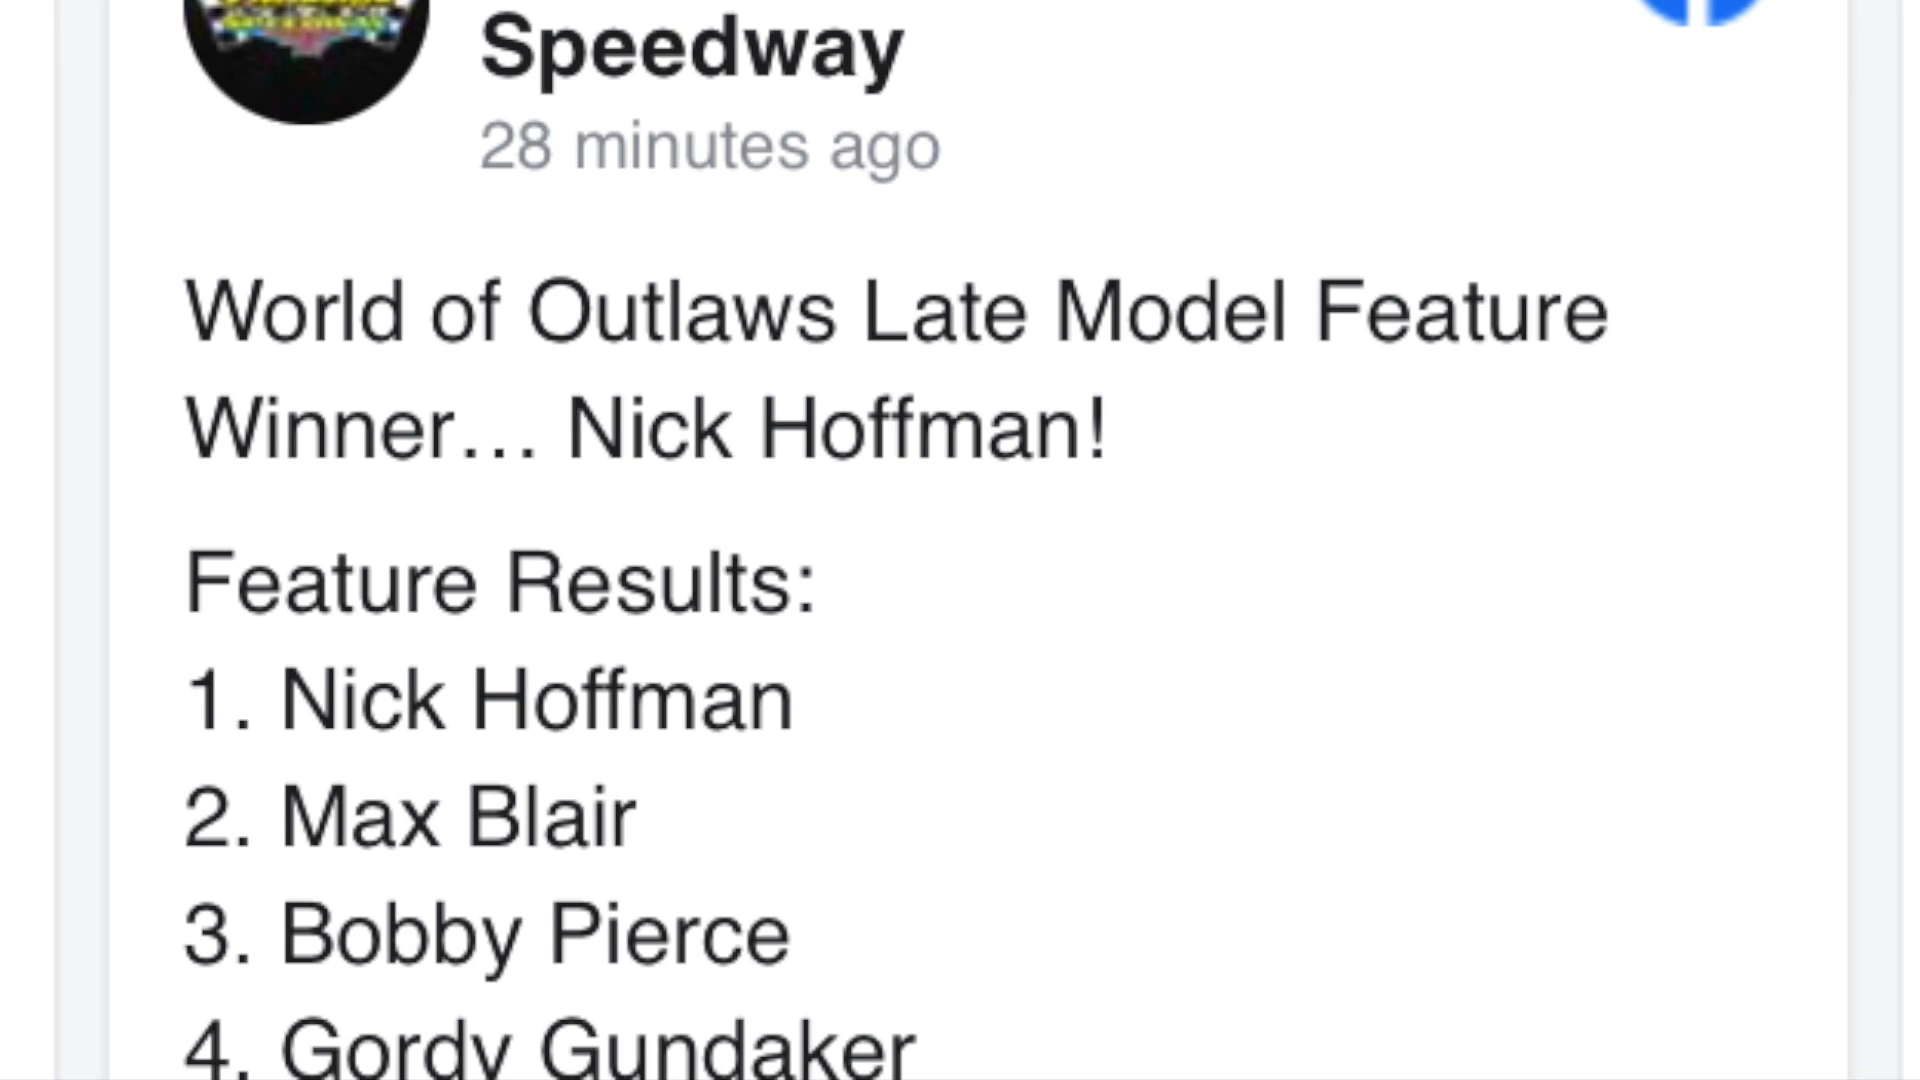 Speedway
28 minutes ago
World of Outlaws Late Model Feature
Winner... Nick Hoffman!
Feature Results:
1. Nick Hoffman
2. Max Blair
3. Bobby Pierce
4. Gordy Gundaker